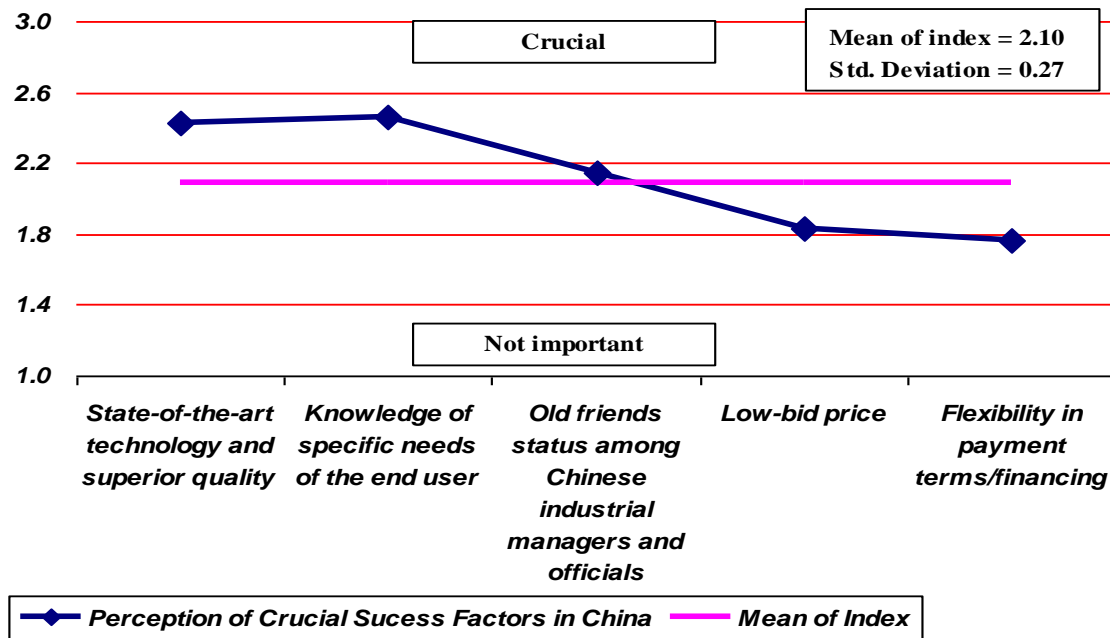 3.0
Crucial
Mean of index = 2.10
Std. Deviation = 0.27
2.6
2.2
1.8
1.4
Not important
1.0
State-of-the-art
technology and
superior quality
Knowledge of
specific needs
of the end user
Old friends
status among
Chinese
industrial
managers and
officials
Low-bid price
Flexibility in
payment
terms/financing
Perception of Crucial Sucess Factors in China
Mean of Index